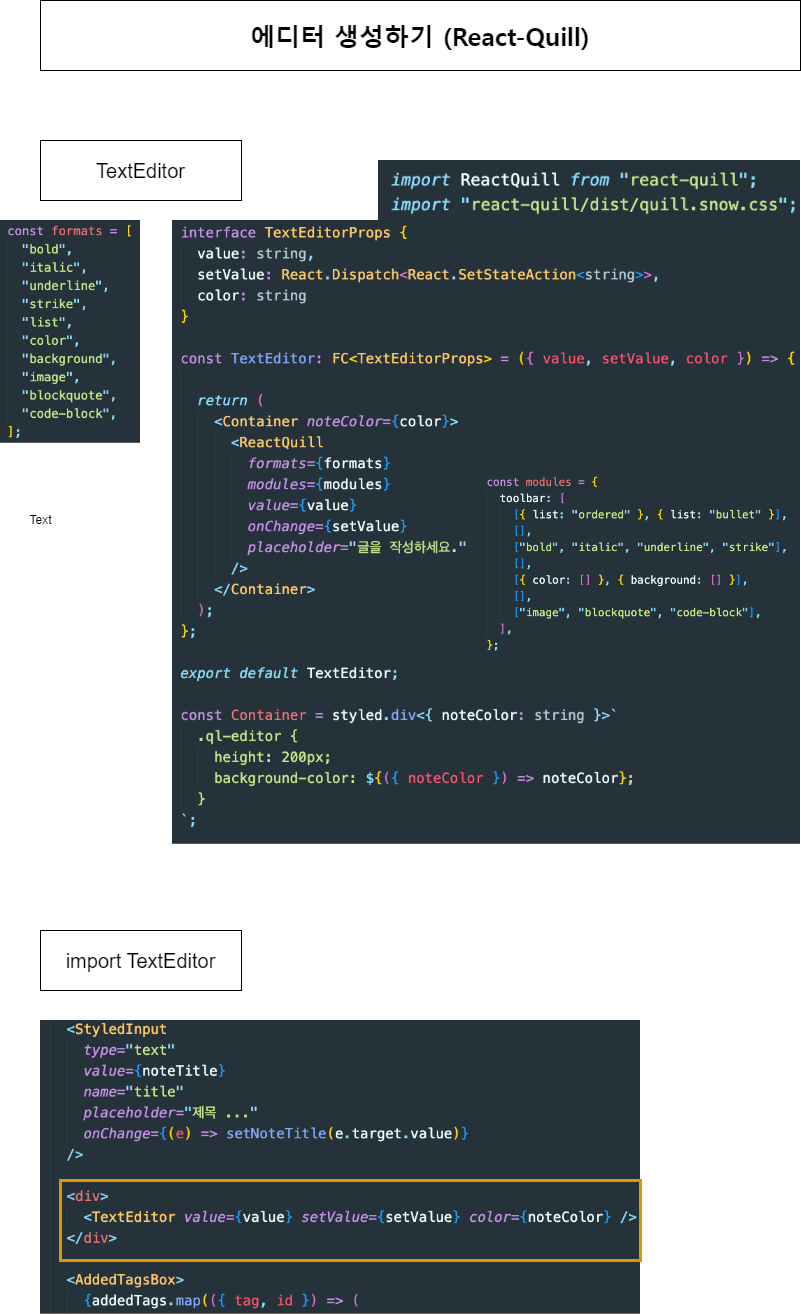 에디터 생성하기 (React-Quill)
TextEditor
import ReactQuill from "react-quill";
import "react-quill/dist/quill.snow.css";
const formats = [
"bold",
"italic",
"underline",
"strike",
"list",
"color",
"background",
"image",
"blockquote",
"code-block",
];
Text
interface TextEditorProps {
value: string,
setValue: React.Dispatch<React.SetStateAction<string>>,
color: string
}
const TextEditor: FC<TextEditorProps> = ({ value, setValue, color }) => {
return (
<Container noteColor={color}>
<ReactQuill
formats={formats}
modules={modules}
value={value}
onChange={setValue}
placeholder="글을 작성하세요."
/>
</Container>
);
};
const modules = {
toolbar: [
[{ list: "ordered" }, { list: "bullet" }],
[],
["bold", "italic", "underline", "strike"],
[],
[{ color: [] }, { background: [] }],
[],
["image", "blockquote", "code-block"],
],
};
export default TextEditor;
const Container = styled.div<{ noteColor: string }>`
.ql-editor {
height: 200px;
background-color: ${({ noteColor }) => noteColor};
}
`;
import TextEditor
<StyledInput
type="text"
value={noteTitle}
name="title"
placeholder="제목 ..."
onChange={(e) => setNoteTitle(e.target.value)}
/>
<div>
<TextEditor value={value} setValue={setValue} color={noteColor} />
</div>
<AddedTagsBox>
{addedTags.map(({ tag, id }) => (